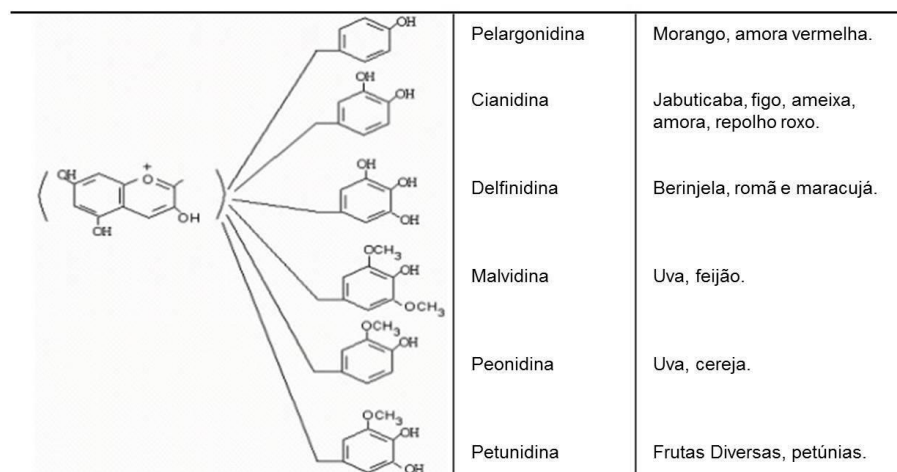 OH
Pelargonidina
Morango, amora vermelha.
OH
OH
Cianidina
Jabuticaba, figo, ameixa,
amora, repolho roxo.
OH
OH
OH
Delfinidina
Berinjela, romã e maracujá.
OH
O
+
OH
OH
OCH3
OH
OCH3
Malvidina
Uva, feijão.
OCH3
OH
Peonidina
Uva, cereja.
OCH3
OH
OH
Petunidina
Frutas Diversas, petúnias.